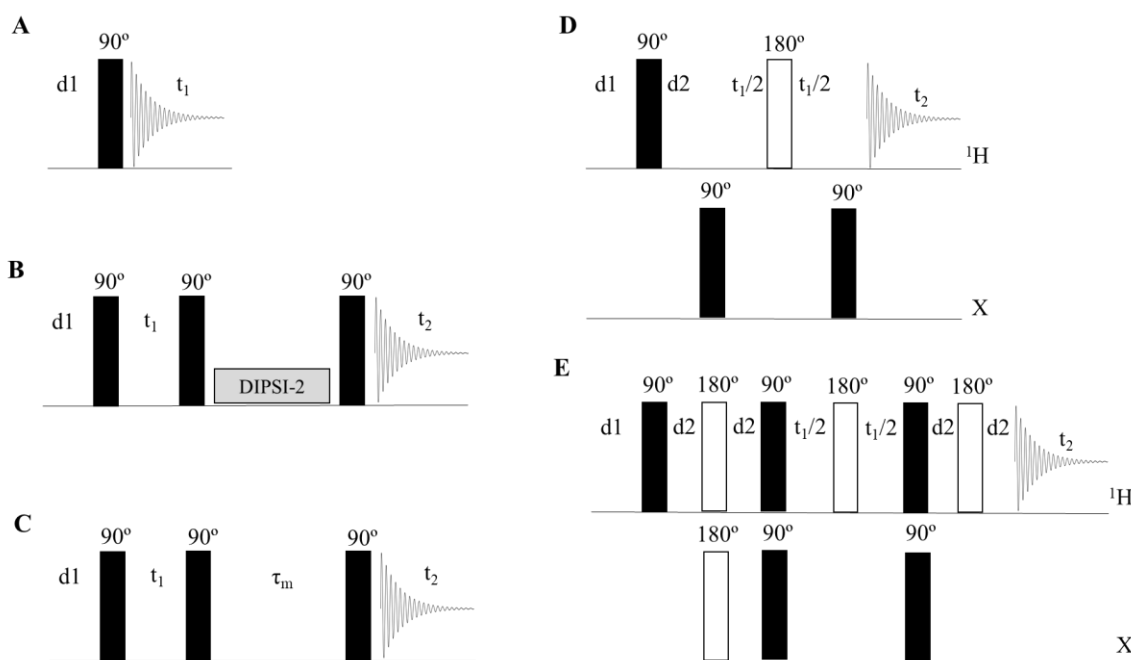 A
90º
d1 t₁
B
90º 90º 90º
d1 t₁ t₂
DIPSI-2
C
90º 90º 90º
d1 t₁ τₘ t₂
D
90º 180º
d1 d2 t₁/2 t₁/2 t₂
¹H
90º 90º
X
E
90º 180º 90º 180º 90º 180º
d1 d2 d2 t₁/2 t₁/2 d2 d2 t₂
¹H
180º 90º 90º
X